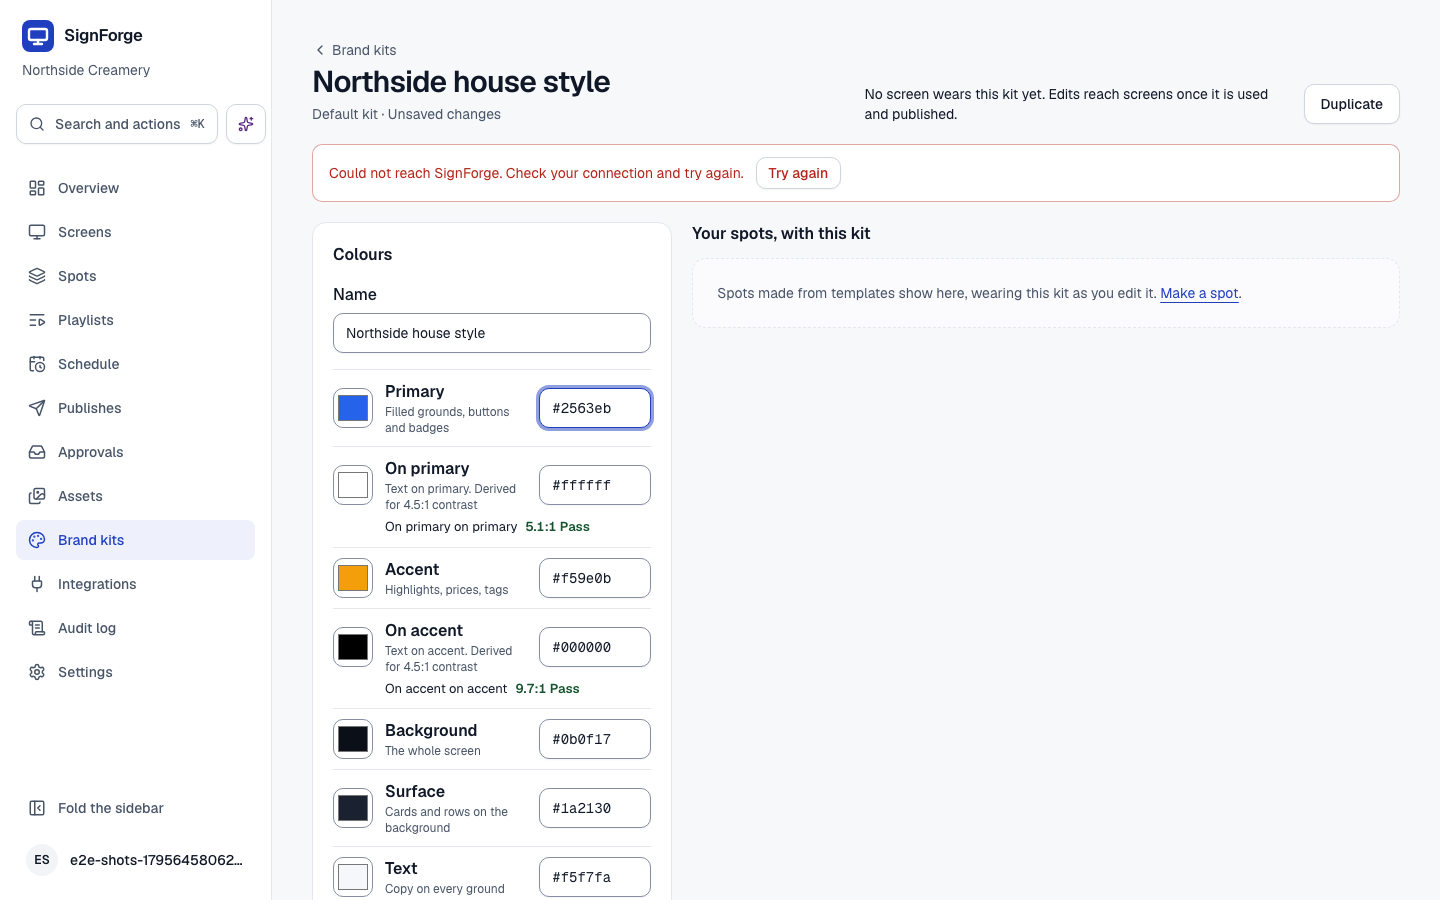 SignForge
Northside Creamery
Search and actions ⌘K
Overview
Screens
Spots
Playlists
Schedule
Publishes
Approvals
Assets
Brand kits
Integrations
Audit log
Settings
Fold the sidebar
ES e2e-shots-17956458062…
Brand kits
Northside house style
Default kit · Unsaved changes
No screen wears this kit yet. Edits reach screens once it is used
and published.
Duplicate
Could not reach SignForge. Check your connection and try again. Try again
Colours
Name
Northside house style
Primary
Filled grounds, buttons
and badges
#2563eb
On primary
Text on primary. Derived
for 4.5:1 contrast
#ffffff
On primary on primary 5.1:1 Pass
Accent
Highlights, prices, tags
#f59e0b
On accent
Text on accent. Derived
for 4.5:1 contrast
#000000
On accent on accent 9.7:1 Pass
Background
The whole screen
#0b0f17
Surface
Cards and rows on the
background
#1a2130
Text
Copy on every ground
#f5f7fa
Your spots, with this kit
Spots made from templates show here, wearing this kit as you edit it. Make a spot.